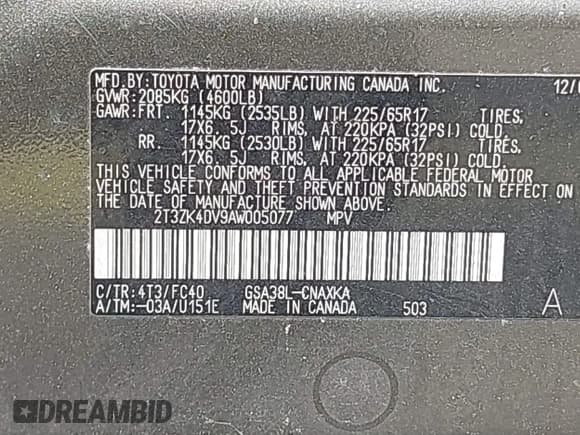 MFD. BY:TOYOTA MOTOR MANUFACTURING CANADA INC. 12/
GVWR:2085KG (4600LB)
GAWR:FRT. 1145KG (2535LB) WITH 225/65R17 TIRES,
17X6. 5J RIMS, AT 220KPA (32PSI) COLD.
RR. 1145KG (2530LB) WITH 225/65R17 TIRES,
17X6. 5J RIMS, AT 220KPA (32PSI) COLD.
THIS VEHICLE CONFORMS TO ALL APPLICABLE FEDERAL MOTOR
VEHICLE SAFETY AND THEFT PREVENTION STANDARDS IN EFFECT ON
THE DATE OF MANUFACTURE SHOWN ABOVE.
2T3ZK4DV9AW005077 MPV
C/TR:4T3/FC40 GSA38L-CNAXKA
A/TM:-03A/U151E MADE IN CANADA 503 A
DREAMBID